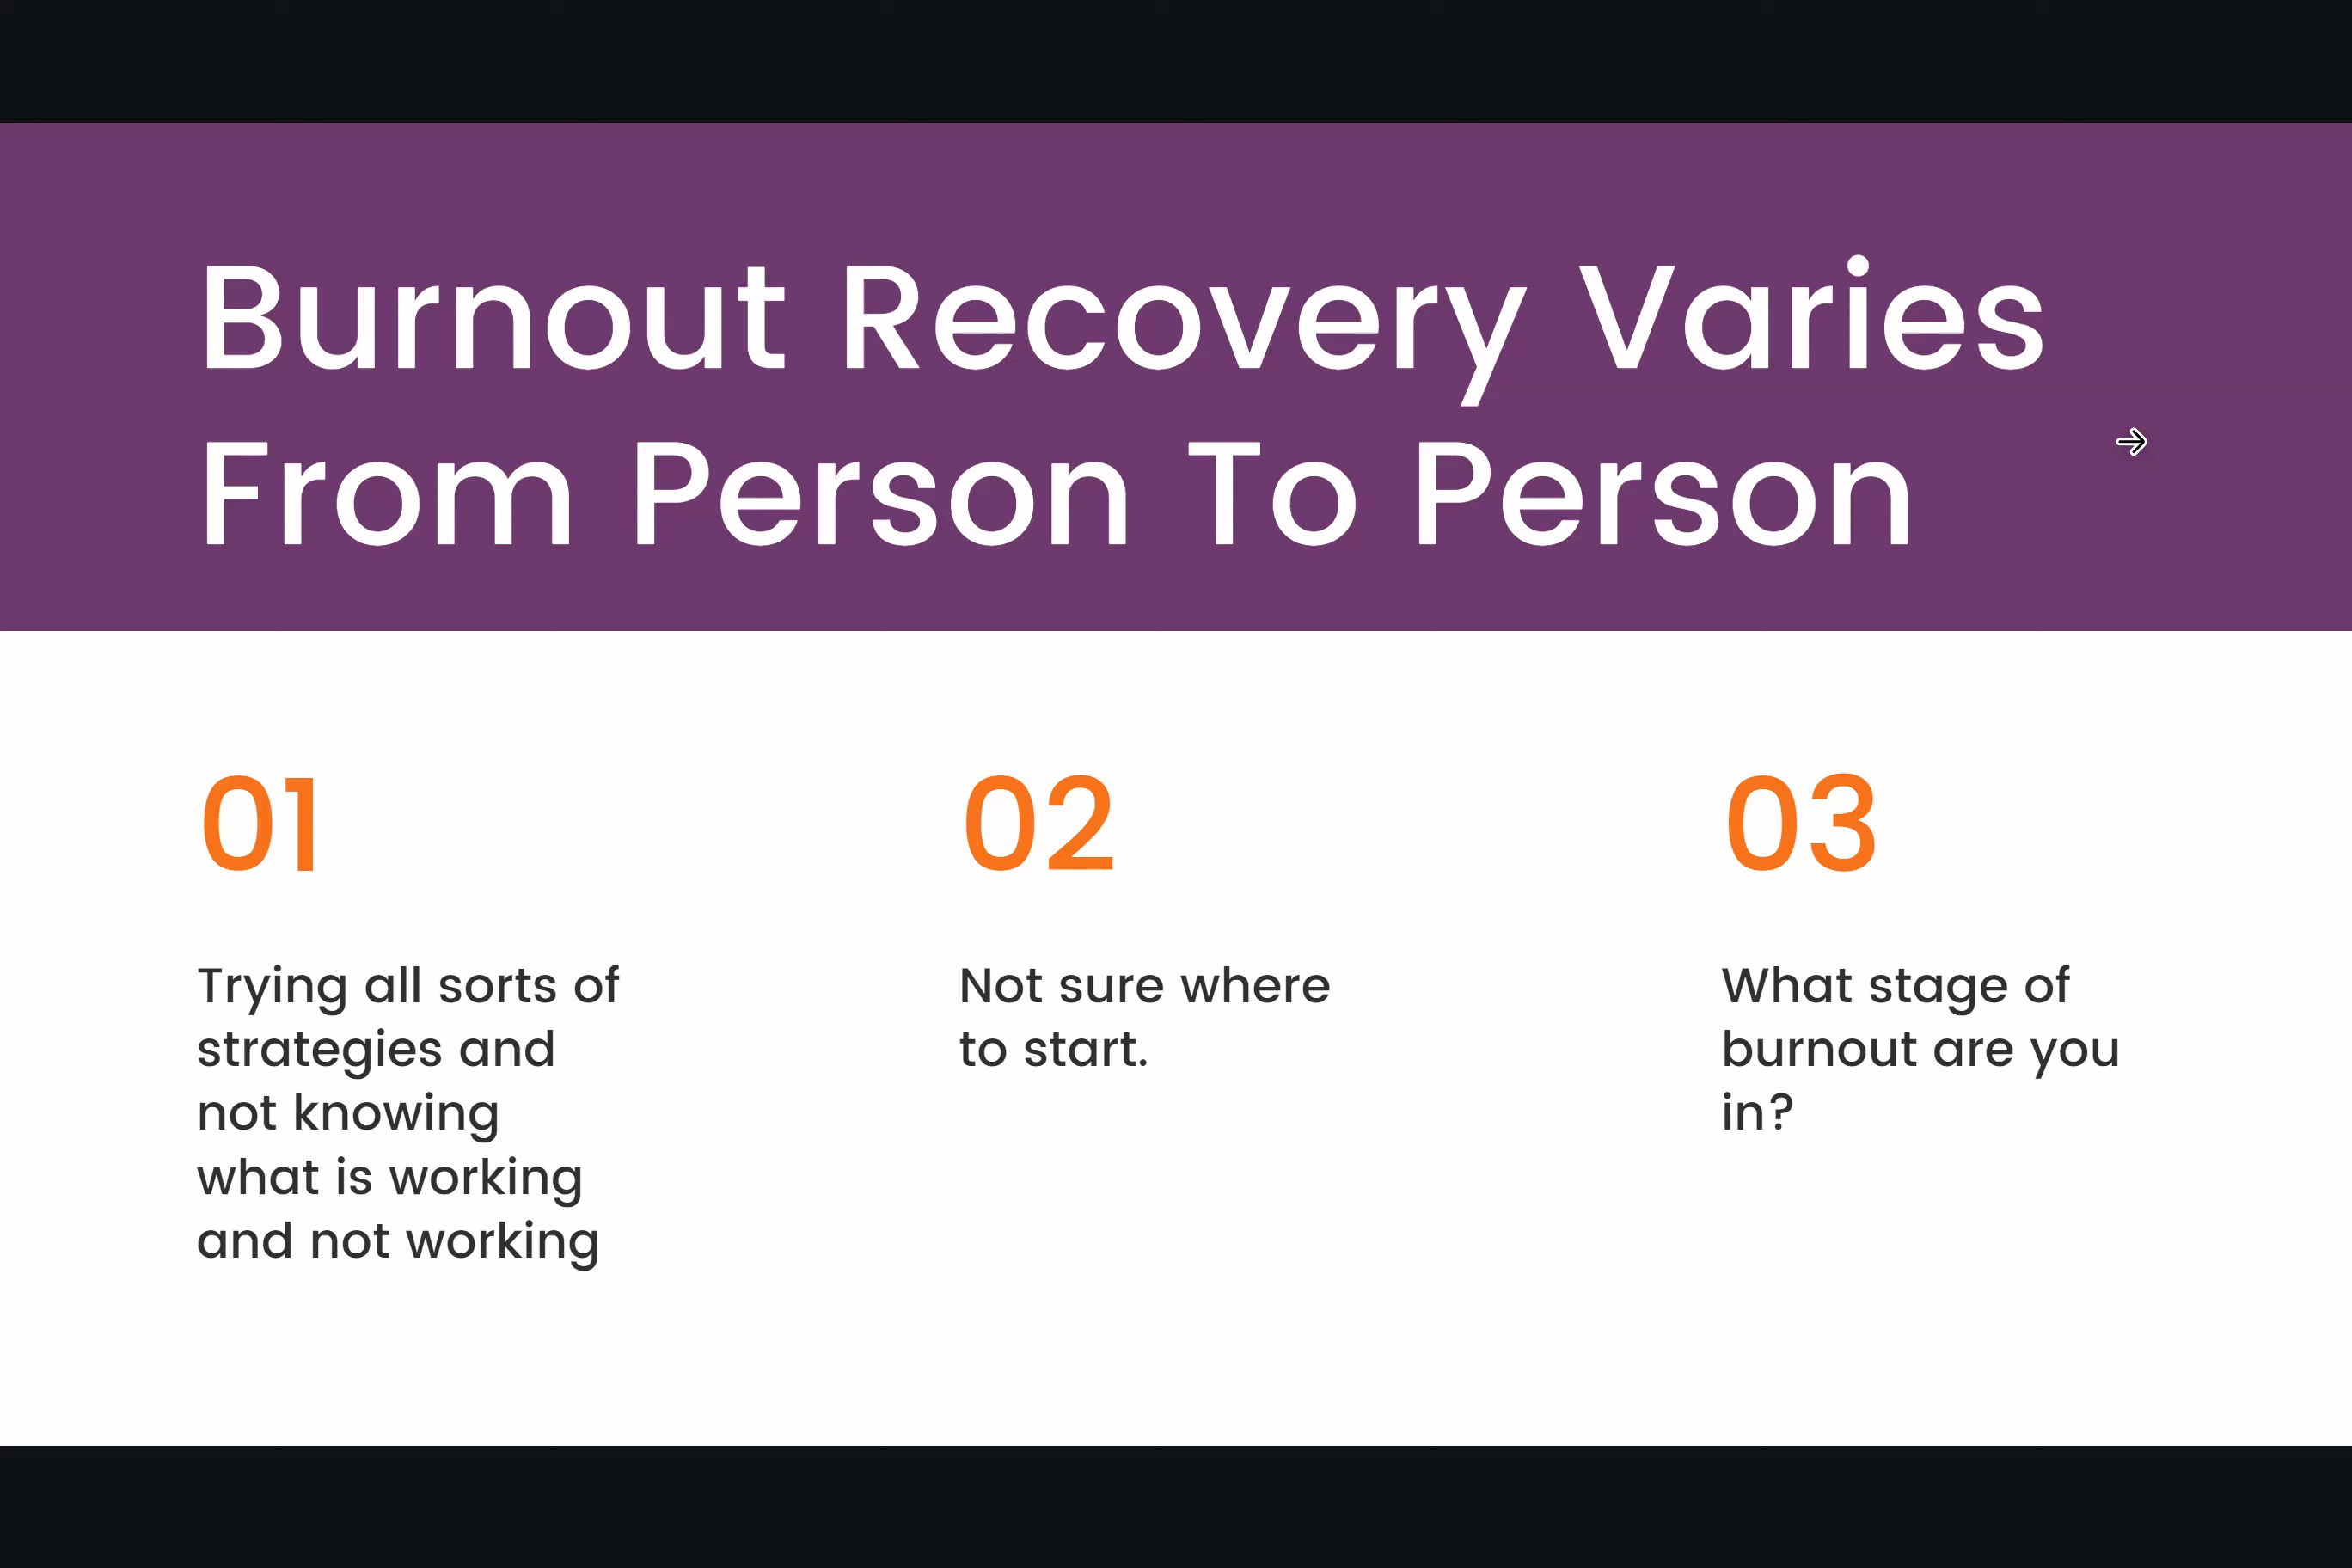 Burnout Recovery Varies
From Person To Person
01
Trying all sorts of
strategies and
not knowing
what is working
and not working
02
Not sure where
to start.
03
What stage of
burnout are you
in?